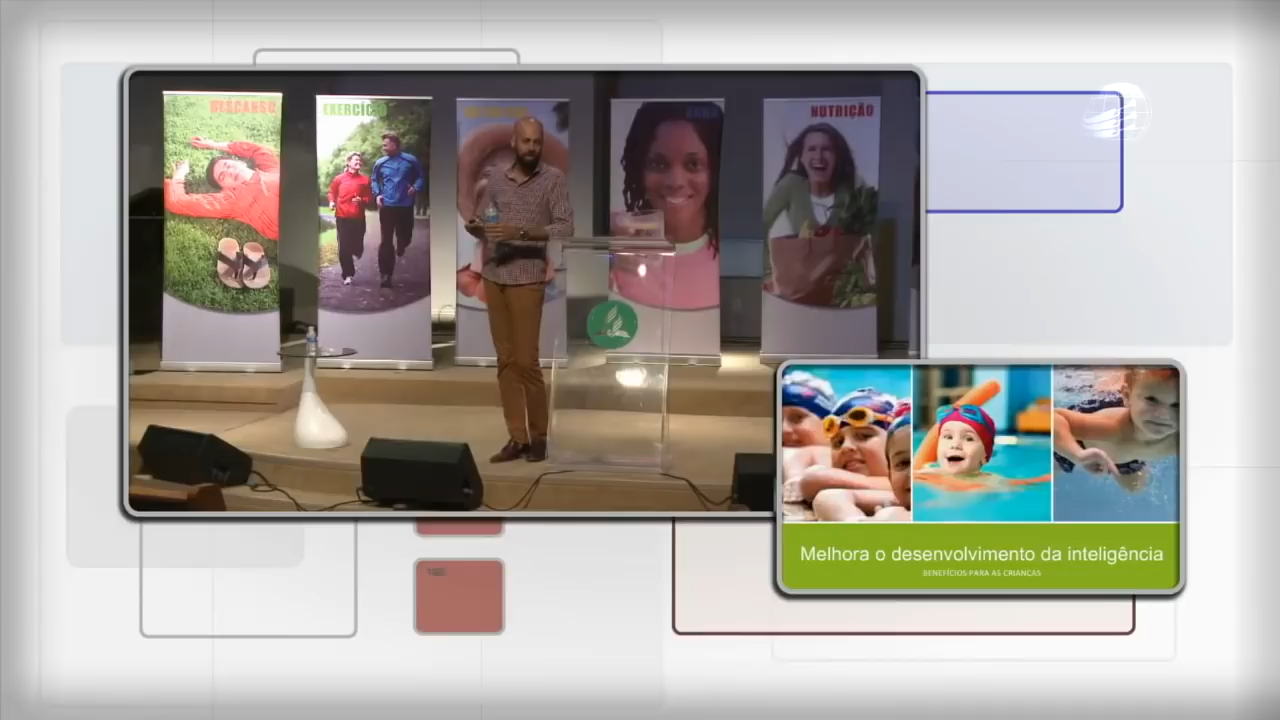 DESCANSO
EXERCÍCIO
NUTRIÇÃO
Melhora o desenvolvimento da inteligência
BENEFÍCIOS PARA AS CRIANÇAS